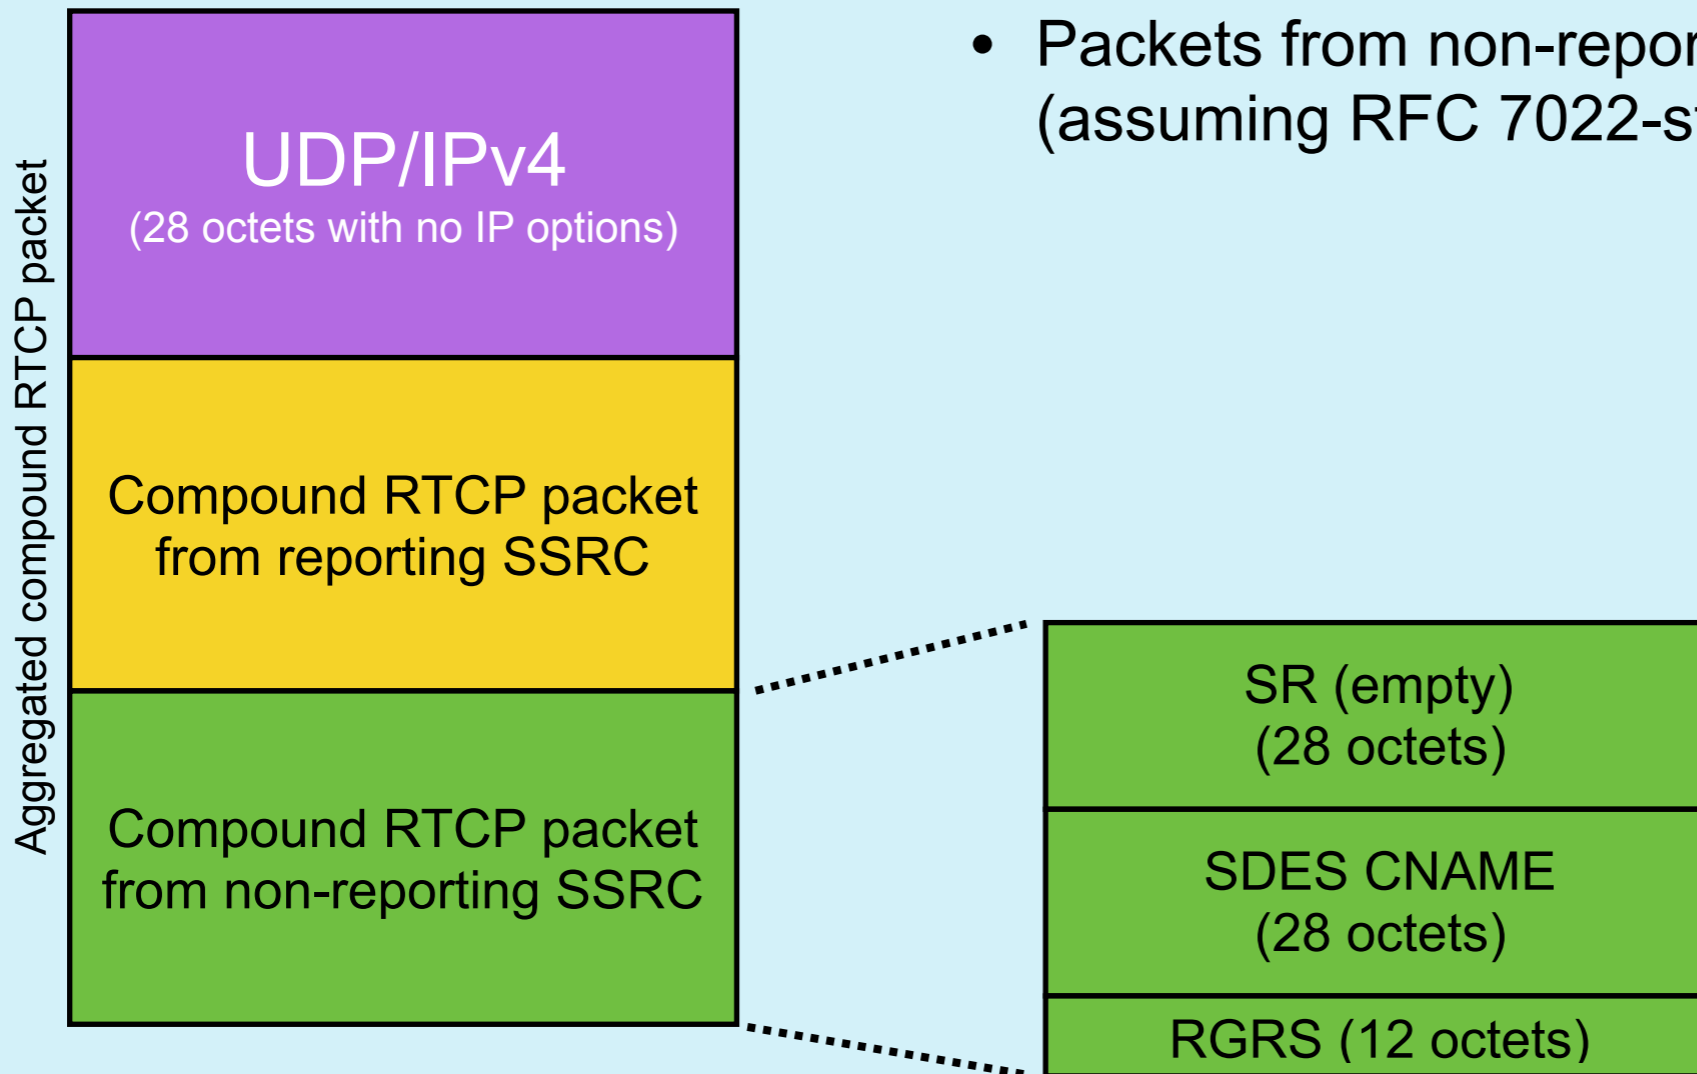 • Packets from non-repor
(assuming RFC 7022-st
Aggregated compound RTCP packet
UDP/IPv4
(28 octets with no IP options)
Compound RTCP packet
from reporting SSRC
Compound RTCP packet
from non-reporting SSRC
SR (empty)
(28 octets)
SDES CNAME
(28 octets)
RGRS (12 octets)